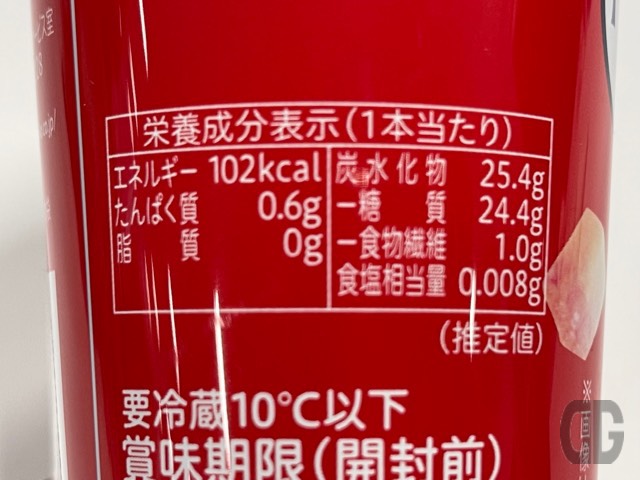 栄養成分表示(1本当たり)
エネルギー 102kcal
たんぱく質 0.6g
脂質 0g
炭水化物 25.4g
ー糖質 24.4g
ー食物繊維 1.0g
食塩相当量 0.008g
(推定値)
要冷蔵10℃以下
賞味期限(開封前)